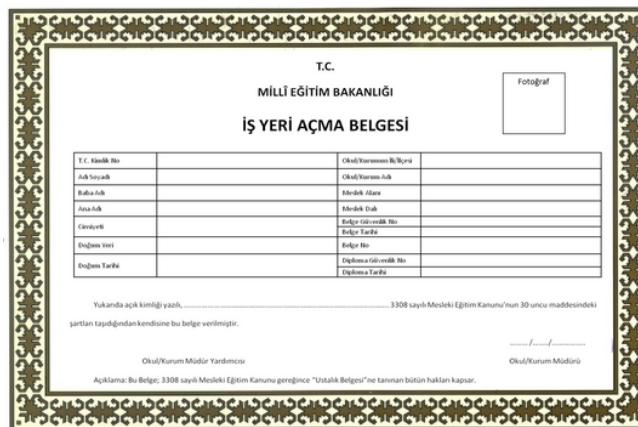 T.C.
MİLLÎ EĞİTİM BAKANLIĞI
Fotoğraf
İŞ YERİ AÇMA BELGESİ
T.C. Kimlik No
Okul/Kurumun İli/İlçesi
Adı Soyadı
Okul/Kurum Adı
Baba Adı
Meslek Alanı
Ana Adı
Meslek Dalı
Cinsiyeti
Belge Güvenlik No
Belge Tarihi
Doğum Yeri
Belge No
Doğum Tarihi
Diploma Güvenlik No
Diploma Tarihi
Yukarıda açık kimliği yazılı, ........................................ 3308 sayılı Mesleki Eğitim Kanunu'nun 30 uncu maddesindeki
şartları taşıdığından kendisine bu belge verilmiştir.
......../......./...............
Okul/Kurum Müdür Yardımcısı
Okul/Kurum Müdürü
Açıklama: Bu Belge; 3308 sayılı Mesleki Eğitim Kanunu gereğince "Ustalık Belgesi"ne tanınan bütün hakları kapsar.